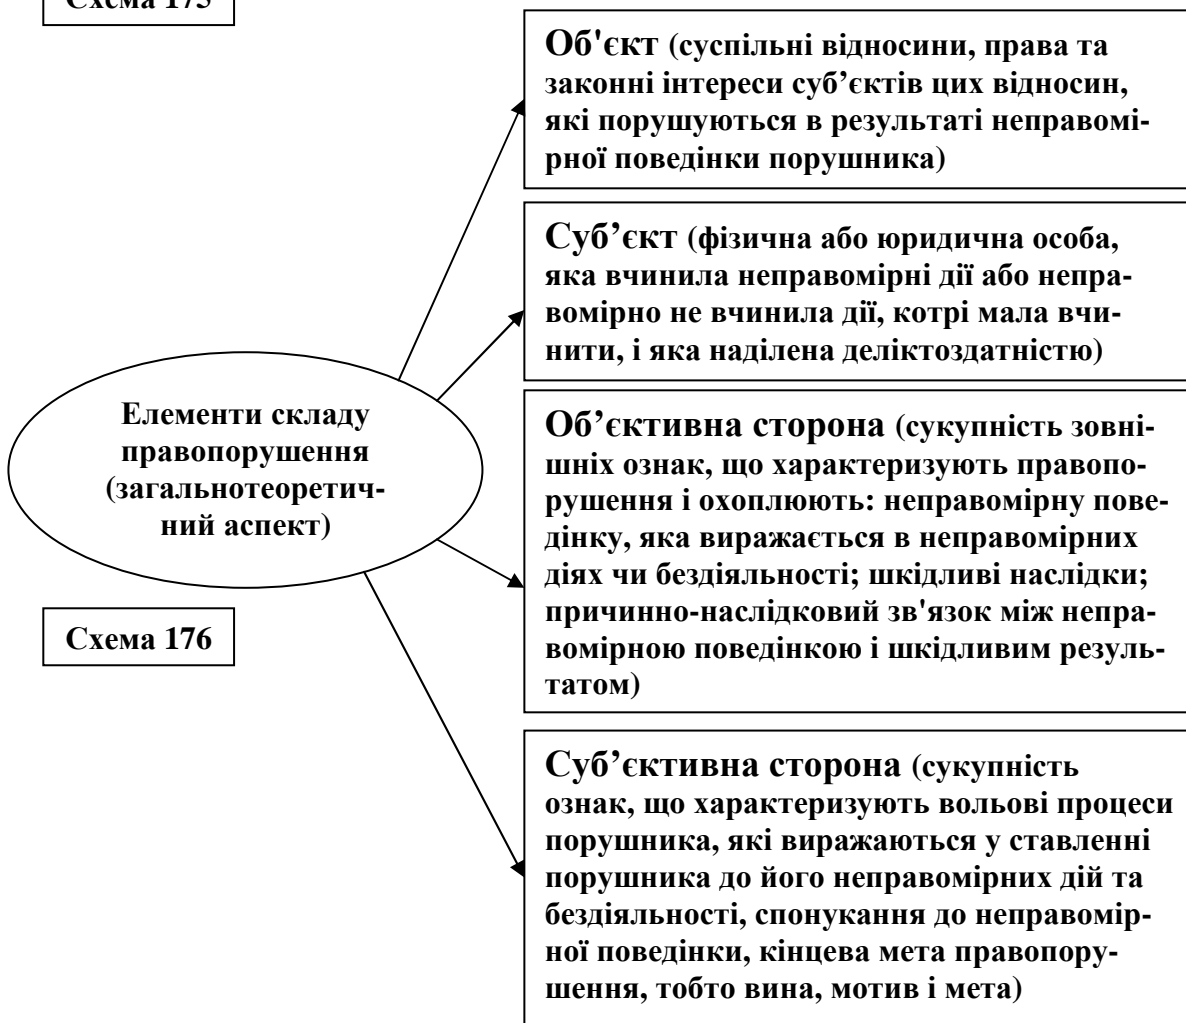 Схема 175
Об'єкт (суспільні відносини, права та
законні інтереси суб’єктів цих відносин,
які порушуються в результаті неправомі-
рної поведінки порушника)
Суб’єкт (фізична або юридична особа,
яка вчинила неправомірні дії або непра-
вомірно не вчинила дії, котрі мала вчи-
нити, і яка наділена деліктоздатністю)
Елементи складу
правопорушення
(загальнотеоретич-
ний аспект)
Об’єктивна сторона (сукупність зовні-
шніх ознак, що характеризують правопо-
рушення і охоплюють: неправомірну пове-
дінку, яка виражається в неправомірних
діях чи бездіяльності; шкідливі наслідки;
причинно-наслідковий зв'язок між непра-
вомірною поведінкою і шкідливим резуль-
татом)
Схема 176
Суб’єктивна сторона (сукупність
ознак, що характеризують вольові процеси
порушника, які виражаються у ставленні
порушника до його неправомірних дій та
бездіяльності, спонукання до неправомір-
ної поведінки, кінцева мета правопору-
шення, тобто вина, мотив і мета)